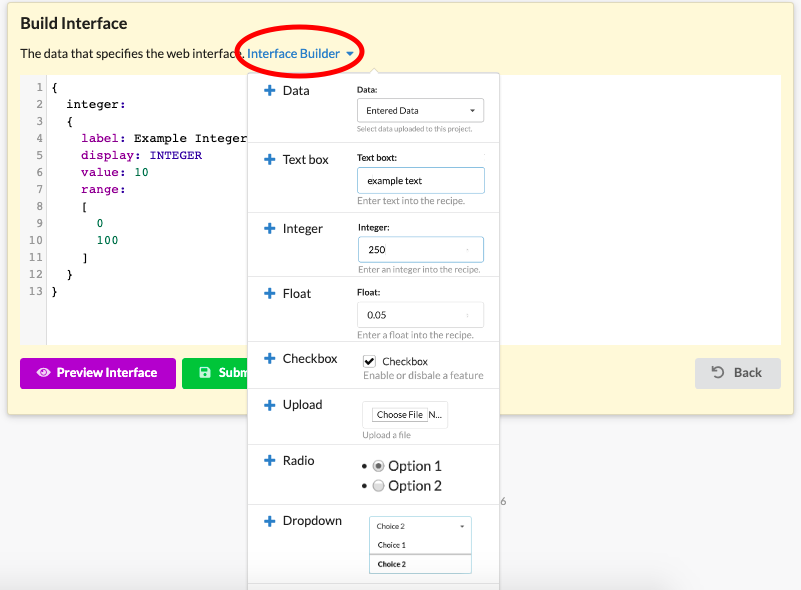 Build Interface
The data that specifies the web interface. Interface Builder
1 {
2 integer:
3 {
4 label: Example Integer
5 display: INTEGER
6 value: 10
7 range:
8 [
9 0
10 100
11 ]
12 }
13 }
Preview Interface
Subm
Back
Data
Data:
Entered Data
Select data uploaded to this project.
Text box
Text boxt:
example text
Enter text into the recipe.
Integer
Integer:
250
Enter an integer into the recipe.
Float
Float:
0.05
Enter a float into the recipe.
Checkbox
Checkbox
Enable or disbale a feature
Upload
Choose File N...
Upload a file
Radio
• Option 1
• Option 2
6
Dropdown
Choice 2
Choice 1
Choice 2